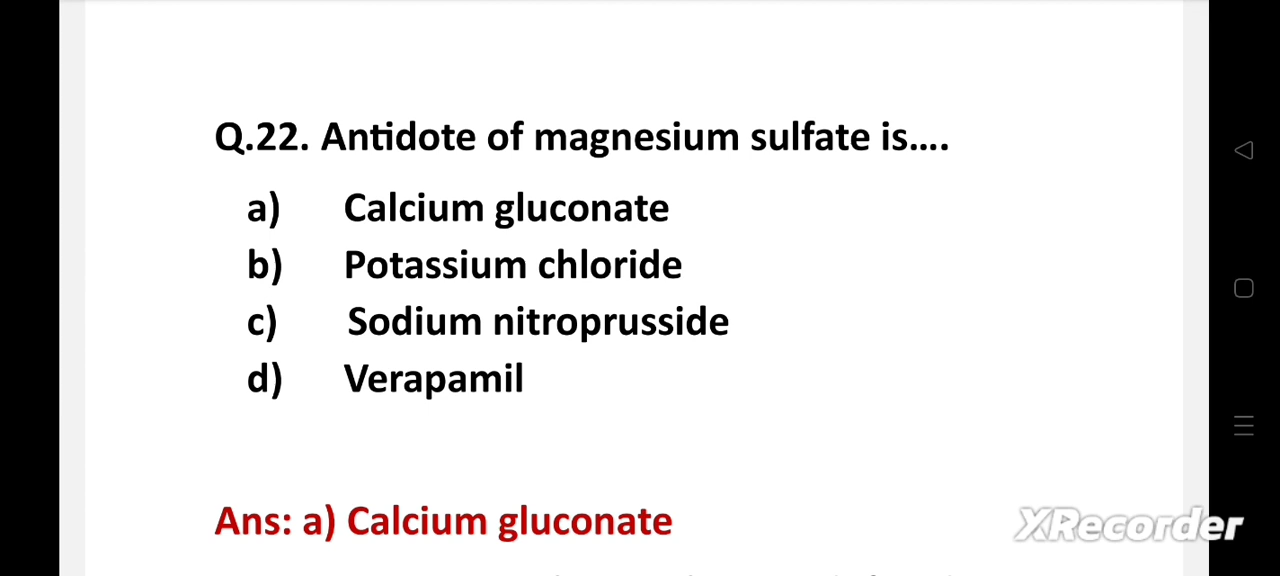 Q.22. Antidote of magnesium sulfate is....
a) Calcium gluconate
b) Potassium chloride
c) Sodium nitroprusside
d) Verapamil
Ans: a) Calcium gluconate
XRecorder